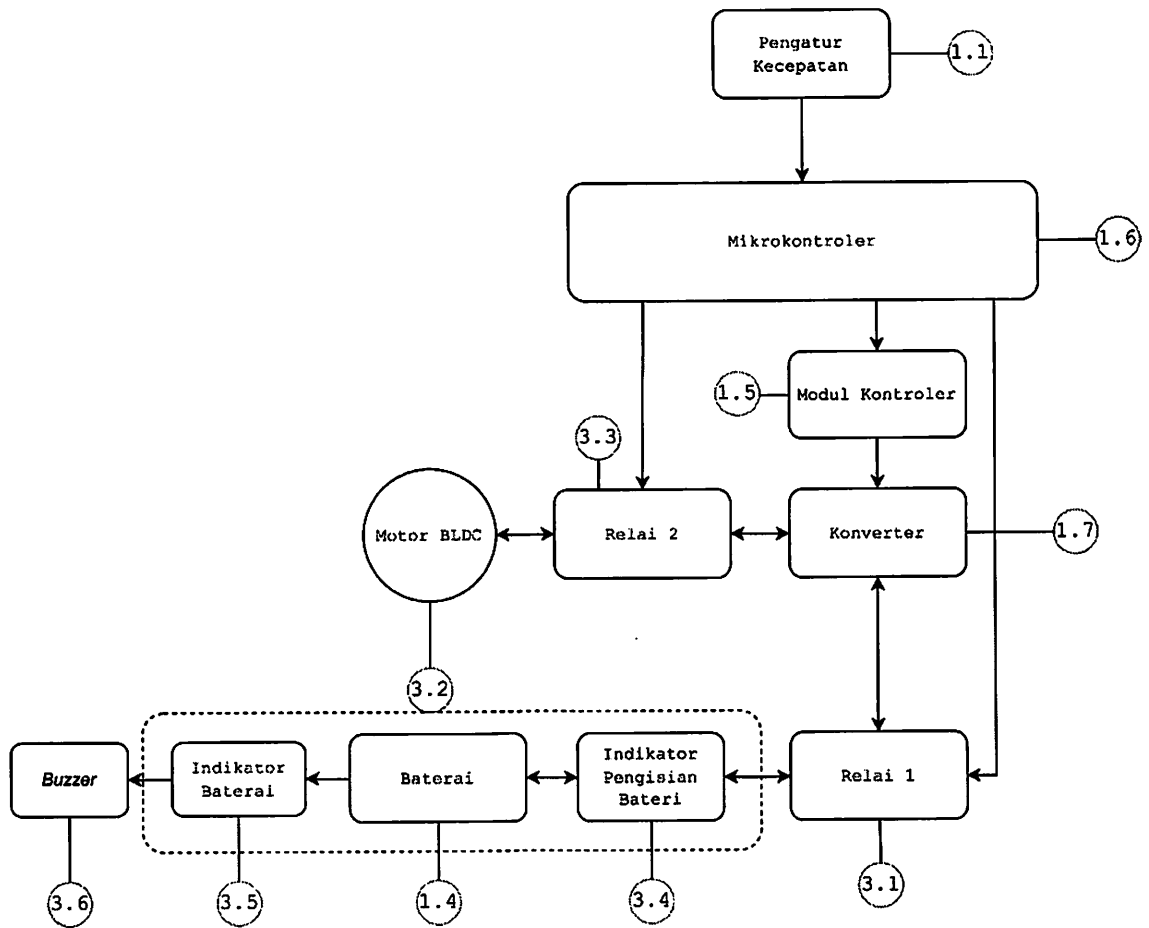 Pengatur
Kecepatan
1.1
Mikrokontroler
1.6
1.5
Modul Kontroler
3.3
Motor BLDC
Relai 2
Konverter
1.7
3.2
Buzzer
Indikator
Baterai
Baterai
Indikator
Pengisian
Bateri
Relai 1
3.6
3.5
1.4
3.4
3.1